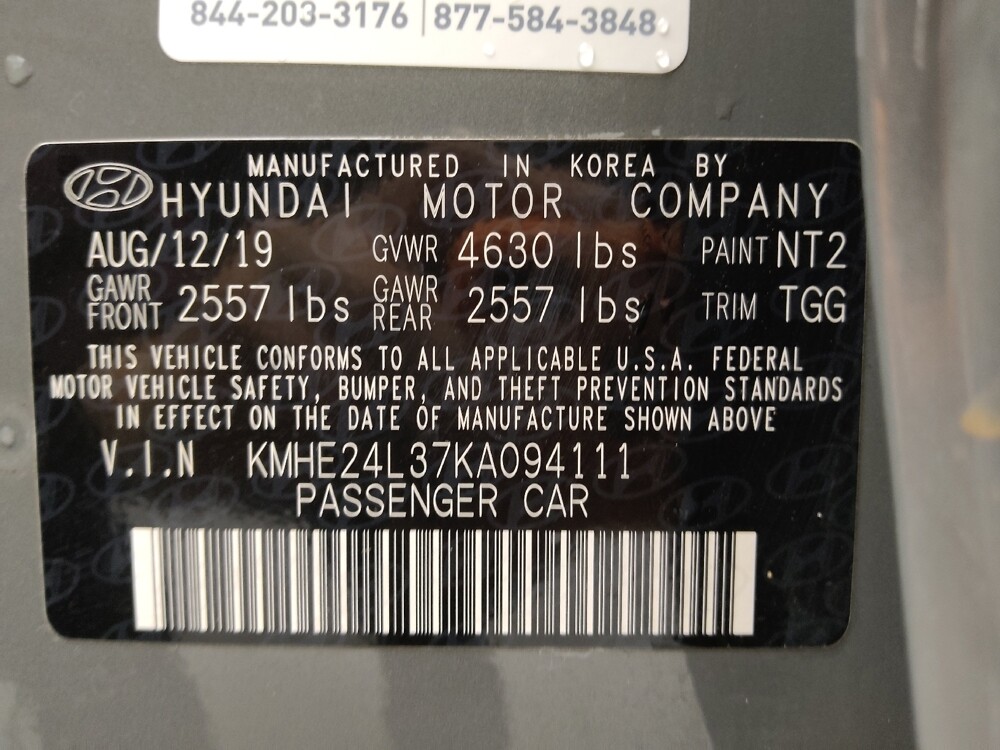 844-203-3176 | 877-584-3848
MANUFACTURED IN KOREA BY
HYUNDAI MOTOR COMPANY
AUG/12/19 GVWR 4630 lbs PAINT NT2
GAWR FRONT 2557 lbs GAWR REAR 2557 lbs TRIM TGG
THIS VEHICLE CONFORMS TO ALL APPLICABLE U.S.A. FEDERAL
MOTOR VEHICLE SAFETY, BUMPER, AND THEFT PREVENTION STANDARDS
IN EFFECT ON THE DATE OF MANUFACTURE SHOWN ABOVE
V.I.N KMHE24L37KA094111
PASSENGER CAR